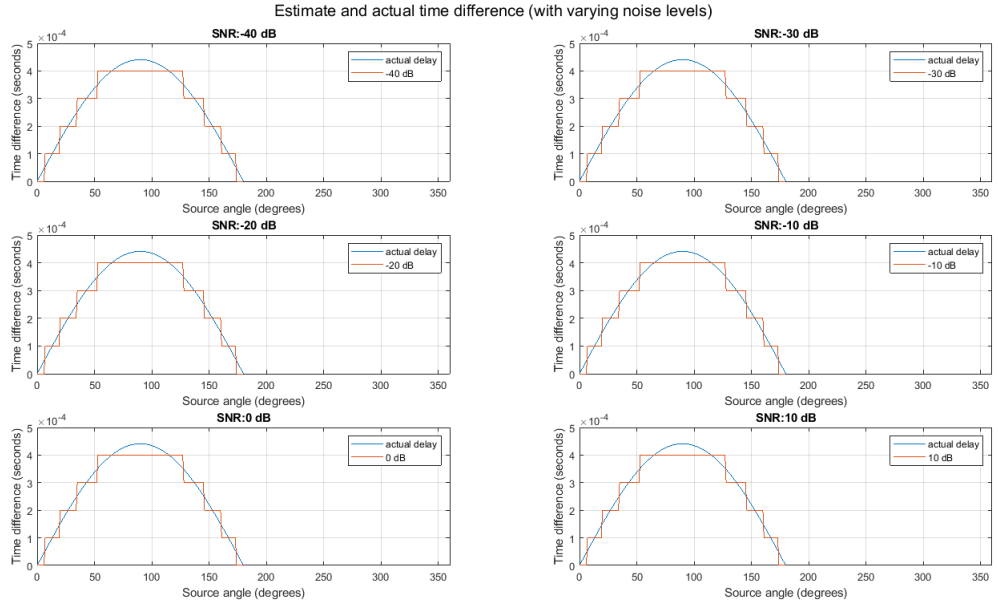 Estimate and actual time difference (with varying noise levels)
SNR:-40 dB
×10⁻⁴
Time difference (seconds)
5
4
3
2
1
0
actual delay
-40 dB
0 50 100 150 200 250 300 350
Source angle (degrees)
SNR:-30 dB
×10⁻⁴
Time difference (seconds)
5
4
3
2
1
0
actual delay
-30 dB
0 50 100 150 200 250 300 350
Source angle (degrees)
SNR:-20 dB
×10⁻⁴
Time difference (seconds)
5
4
3
2
1
0
actual delay
-20 dB
0 50 100 150 200 250 300 350
Source angle (degrees)
SNR:-10 dB
×10⁻⁴
Time difference (seconds)
5
4
3
2
1
0
actual delay
-10 dB
0 50 100 150 200 250 300 350
Source angle (degrees)
SNR:0 dB
×10⁻⁴
Time difference (seconds)
5
4
3
2
1
0
actual delay
0 dB
0 50 100 150 200 250 300 350
Source angle (degrees)
SNR:10 dB
×10⁻⁴
Time difference (seconds)
5
4
3
2
1
0
actual delay
10 dB
0 50 100 150 200 250 300 350
Source angle (degrees)